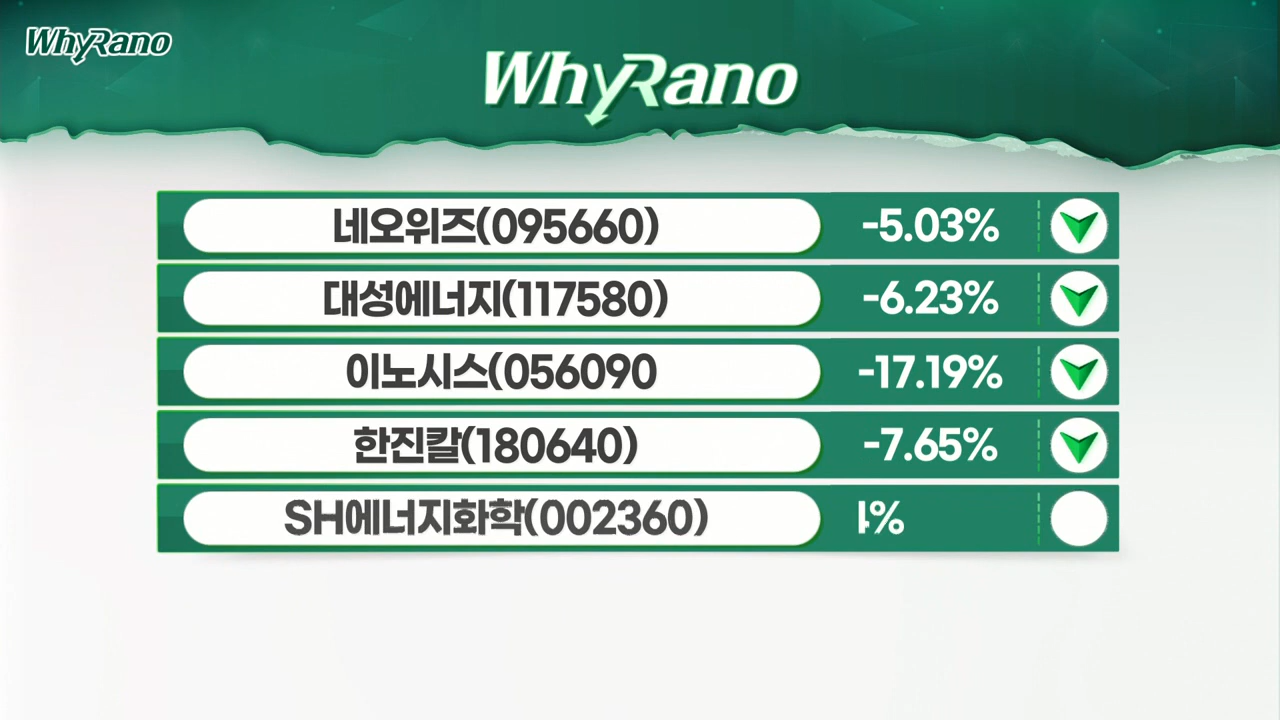 WhyRano
WhyRano
네오위즈(095660) -5.03%
대성에너지(117580) -6.23%
이노시스(056090 -17.19%
한진칼(180640) -7.65%
SH에너지화학(002360) %